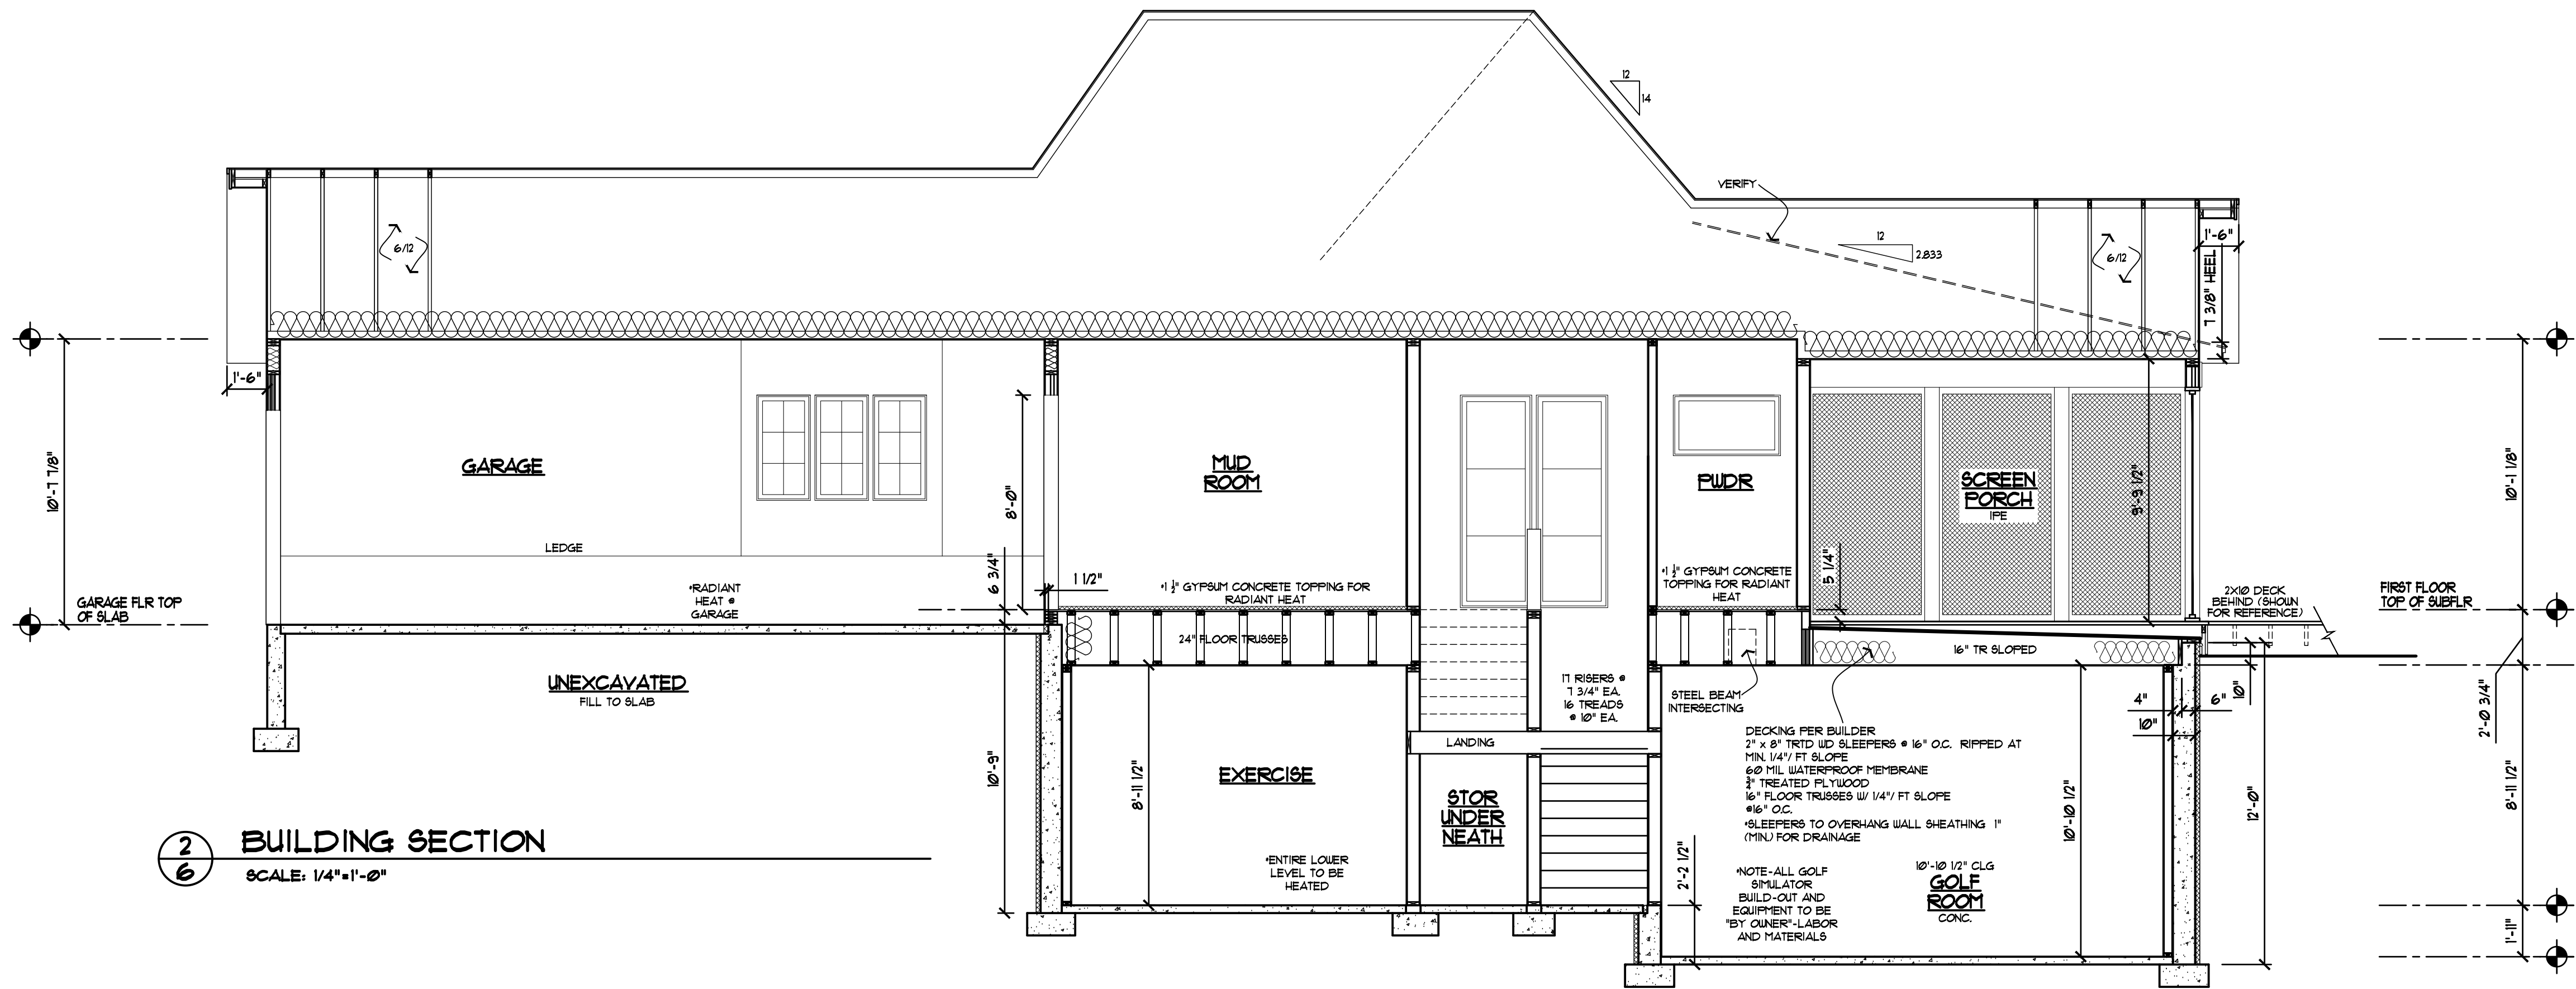 12
14
VERIFY
12
2.833
6/12
6/12
1'-6"
7 3/8" HEEL
1'-6"
10'-7 7/8"
GARAGE
8'-0"
MUD
ROOM
PWDR
SCREEN
PORCH
IPE
9'-9 1/2"
10'-1 1/8"
LEDGE
6 3/4"
1 1/2"
5 1/4"
*RADIANT
HEAT @
GARAGE
*1 1/2" GYPSUM CONCRETE TOPPING FOR
RADIANT HEAT
*1 1/2" GYPSUM CONCRETE
TOPPING FOR RADIANT
HEAT
2X10 DECK
BEHIND (SHOWN
FOR REFERENCE)
FIRST FLOOR
TOP OF SUBFLR
GARAGE FLR TOP
OF SLAB
24" FLOOR TRUSSES
16" TR SLOPED
UNEXCAVATED
FILL TO SLAB
17 RISERS @
7 3/4" EA.
16 TREADS
@ 10" EA.
STEEL BEAM
INTERSECTING
4"
6"
10"
10"
2'-0 3/4"
LANDING
DECKING PER BUILDER
2" x 8" TRTD WD SLEEPERS @ 16" O.C. RIPPED AT
MIN. 1/4"/ FT SLOPE
60 MIL WATERPROOF MEMBRANE
3/4" TREATED PLYWOOD
16" FLOOR TRUSSES W/ 1/4"/ FT SLOPE
@16" O.C.
*SLEEPERS TO OVERHANG WALL SHEATHING 1"
(MIN.) FOR DRAINAGE
10'-9"
8'-11 1/2"
EXERCISE
STOR
UNDER
NEATH
10'-10 1/2"
12'-0"
8'-11 1/2"
*ENTIRE LOWER
LEVEL TO BE
HEATED
2'-2 1/2"
*NOTE-ALL GOLF
SIMULATOR
BUILD-OUT AND
EQUIPMENT TO BE
"BY OWNER"-LABOR
AND MATERIALS
10'-10 1/2" CLG
GOLF
ROOM
CONC.
1'-11"
2
6
BUILDING SECTION
SCALE: 1/4"=1'-0"